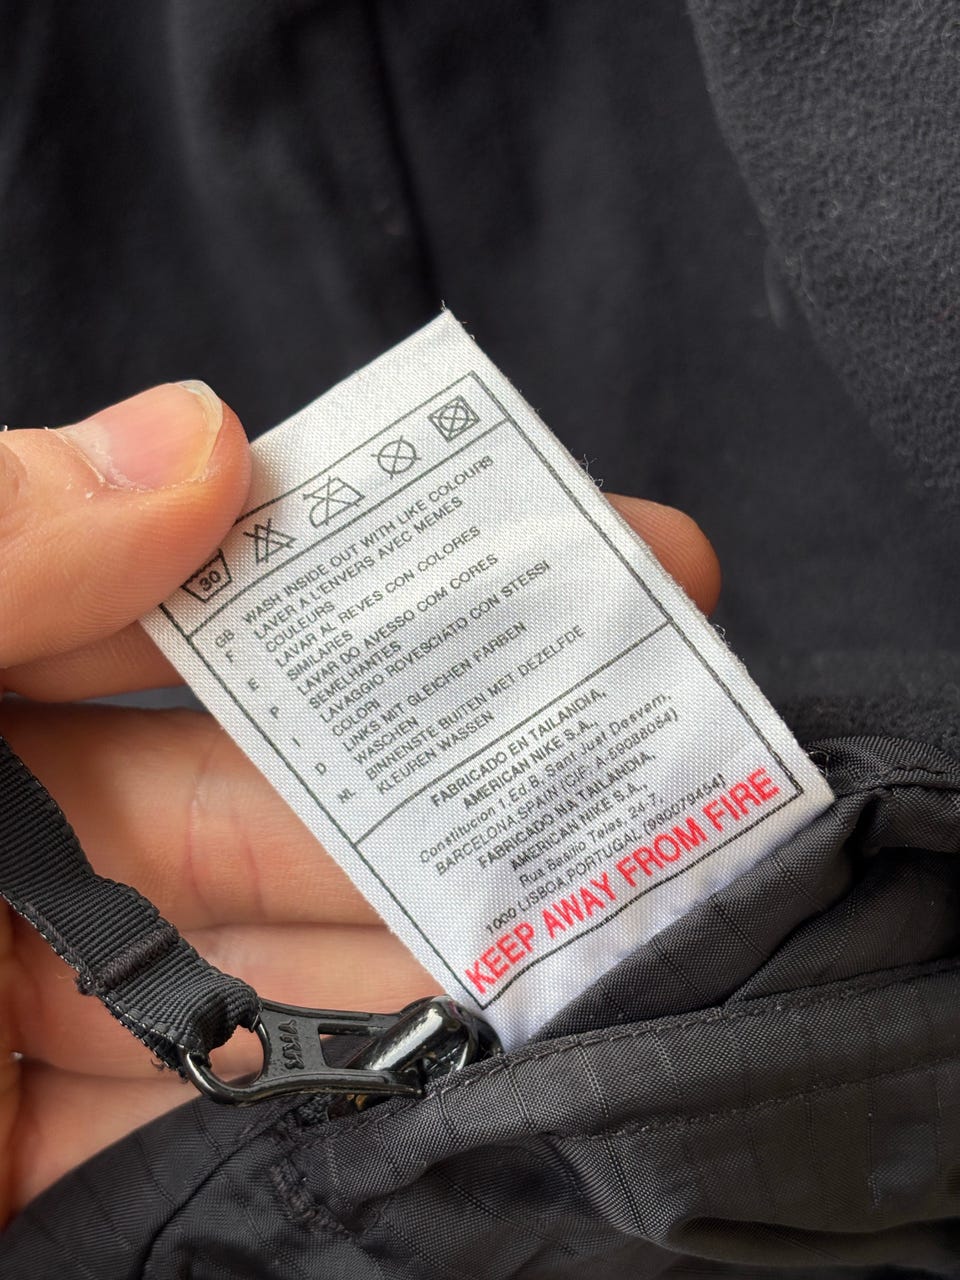 30
GB WASH INSIDE OUT WITH LIKE COLOURS
F LAVER A L'ENVERS AVEC MEMES
COULEURS
E LAVAR AL REVES CON COLORES
SIMILARES
P LAVAR DO AVESSO COM CORES
SEMELHANTES
I LAVAGGIO ROVESCIATO CON STESSI
COLORI
D LINKS MIT GLEICHEN FARBEN
WASCHEN
NL BINNENSTE BUITEN MET DEZELFDE
KLEUREN WASSEN
FABRICADO EN TAILANDIA,
AMERICAN NIKE S.A.,
Constitucion 1.Ed.B, Sant Just Desvern,
BARCELONA,SPAIN (CIF: A-59088054)
FABRICADO NA TAILANDIA,
AMERICAN NIKE S.A.,
Rua Basilio Teles, 24-7,
1000 LISBOA,PORTUGAL (980079454)
KEEP AWAY FROM FIRE
YKK